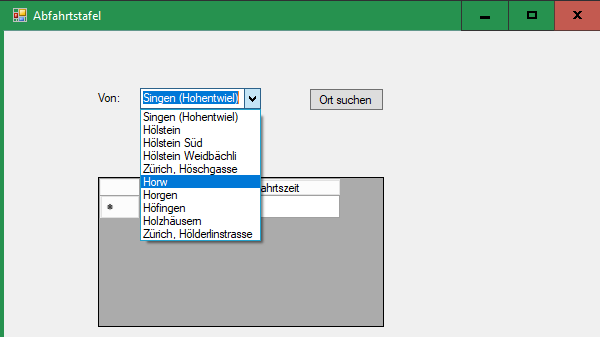 Abfahrtstafel
Von:
Singen (Hohentwiel)
Ort suchen
Singen (Hohentwiel)
Hölstein
Hölstein Süd
Hölstein Weidbächli
Zürich, Höschgasse
Horw
Horgen
Höfingen
Holzhäusern
Zürich, Hölderlinstrasse
ahrtszeit